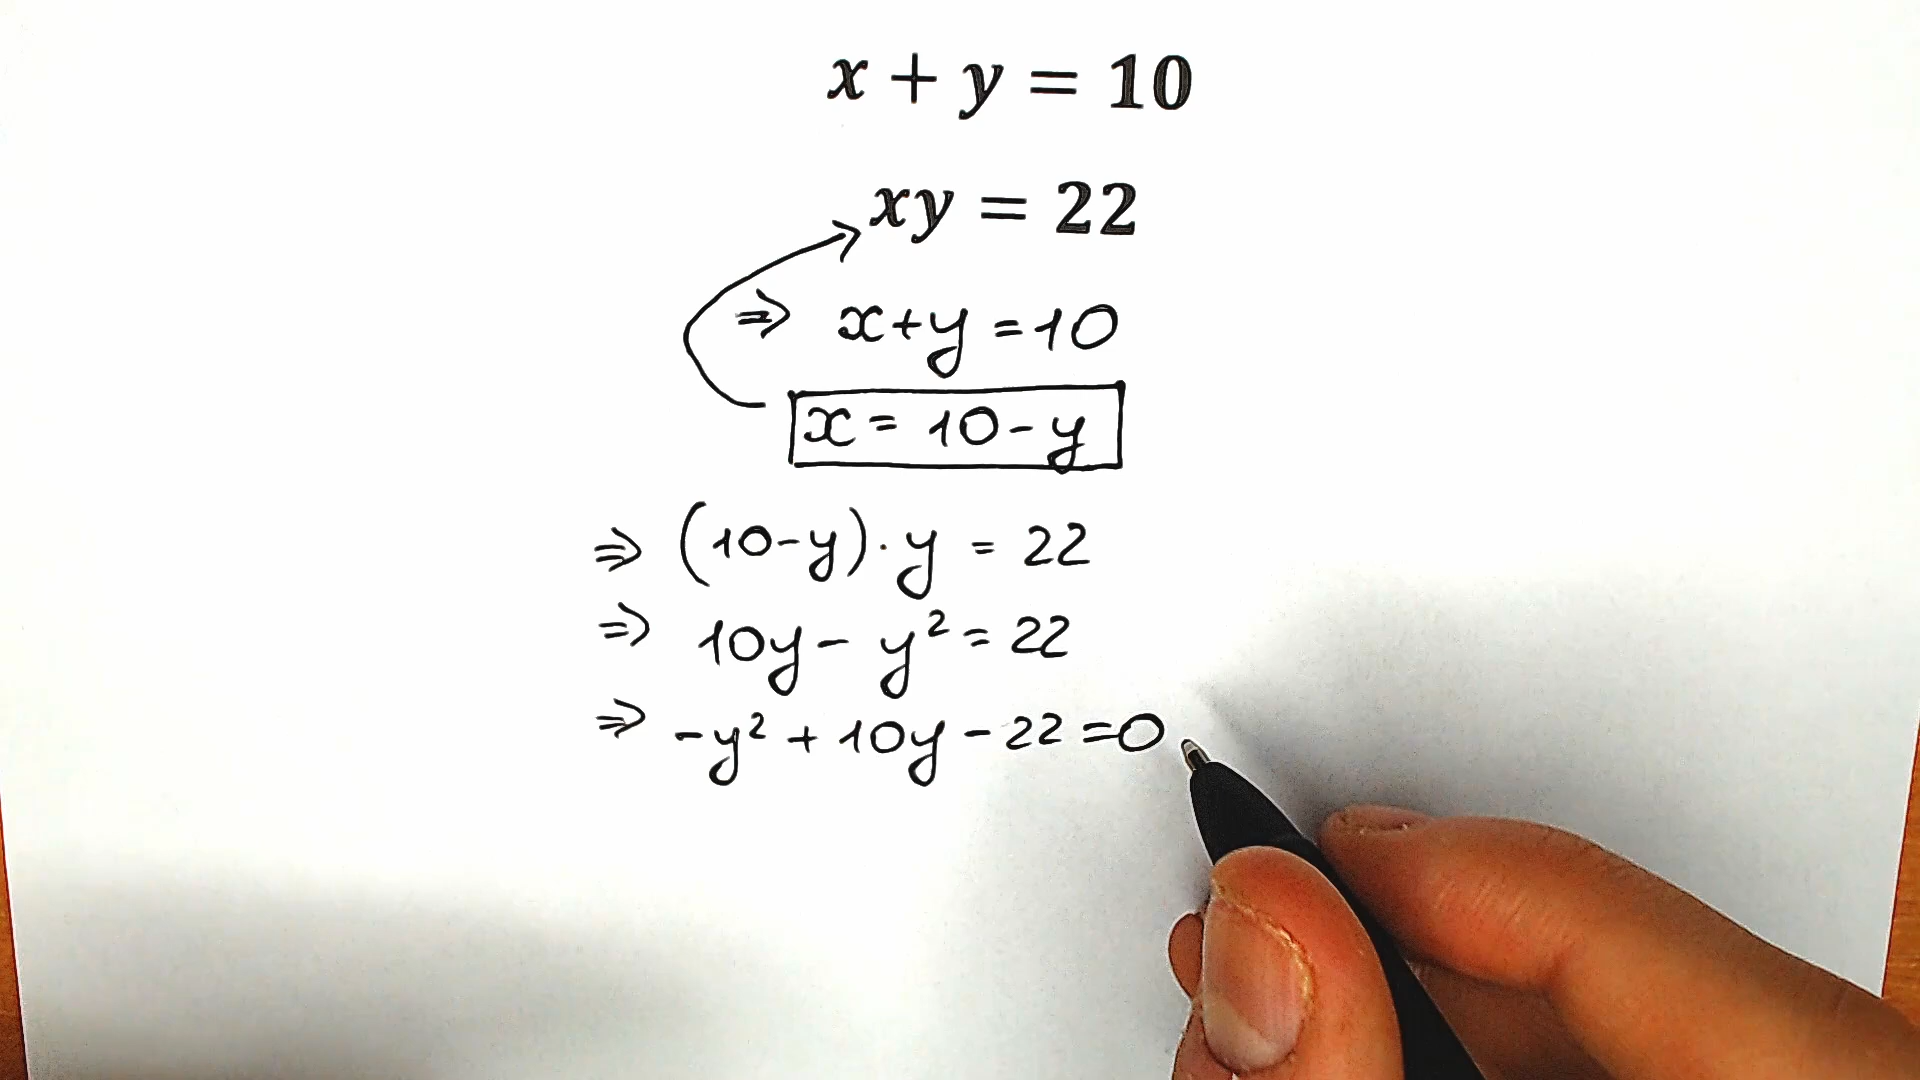 x + y = 10
xy = 22
⇒ x+y =10
x = 10-y
⇒ (10-y)·y = 22
⇒ 10y- y² = 22
⇒ -y² + 10y -22 =0